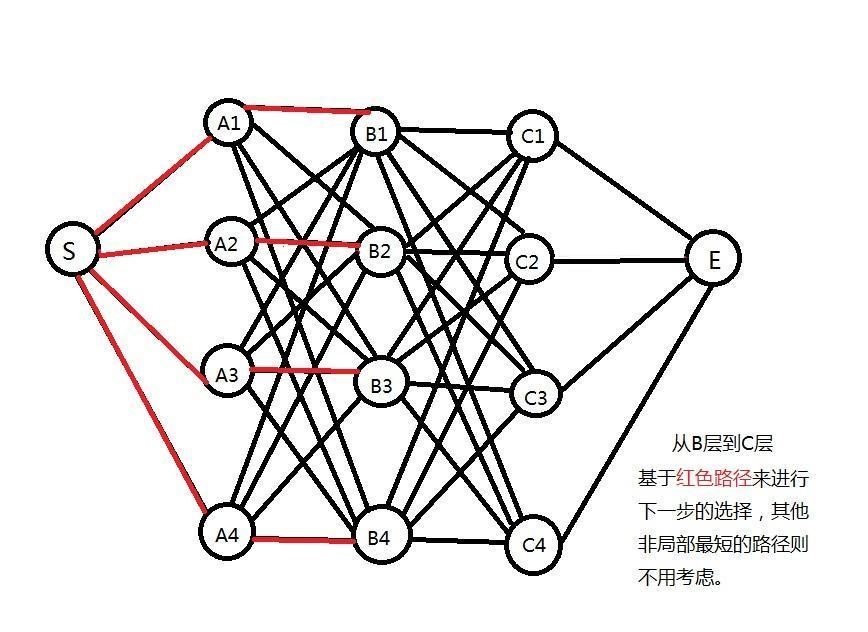 A1
B1
C1
S
A2
B2
C2
E
A3
B3
C3
A4
B4
C4
从B层到C层
基于红色路径来进行
下一步的选择，其他
非局部最短的路径则
不用考虑。